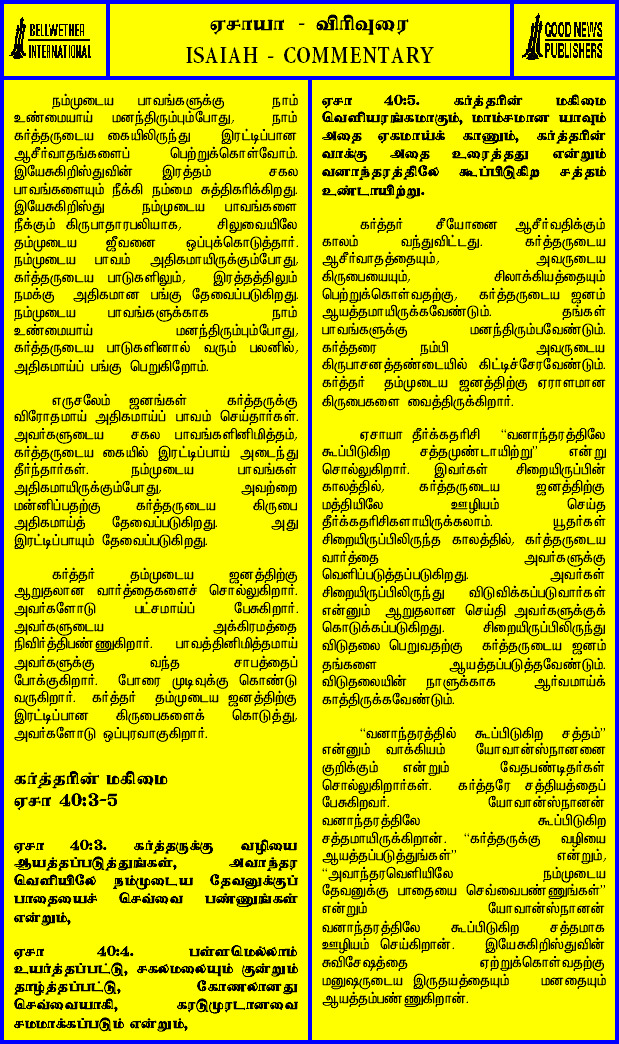 BELLWETHER
INTERNATIONAL
ஏசாயா - விரிவுரை
ISAIAH - COMMENTARY
GOOD NEWS
PUBLISHERS
நம்முடைய பாவங்களுக்கு நாம்
உண்மையாய் மனந்திரும்பும்போது, நாம்
கர்த்தருடைய கையிலிருந்து இரட்டிப்பான
ஆசீர்வாதங்களைப் பெற்றுக்கொள்வோம்.
இயேசுகிறிஸ்துவின் இரத்தம் சகல
பாவங்களையும் நீக்கி நம்மை சுத்திகரிக்கிறது.
இயேசுகிறிஸ்து நம்முடைய பாவங்களை
நீக்கும் கிருபாதாரபலியாக, சிலுவையிலே
தம்முடைய ஜீவனை ஒப்புக்கொடுத்தார்.
நம்முடைய பாவம் அதிகமாயிருக்கும்போது,
கர்த்தருடைய பாடுகளிலும், இரத்தத்திலும்
நமக்கு அதிகமான பங்கு தேவைப்படுகிறது.
நம்முடைய பாவங்களுக்காக நாம்
உண்மையாய் மனந்திரும்பும்போது,
கர்த்தருடைய பாடுகளினால் வரும் பலனில்,
அதிகமாய்ப் பங்கு பெறுகிறோம்.
எருசலேம் ஜனங்கள் கர்த்தருக்கு
விரோதமாய் அதிகமாய்ப் பாவம் செய்தார்கள்.
அவர்களுடைய சகல பாவங்களினிமித்தம்,
கர்த்தருடைய கையில் இரட்டிப்பாய் அடைந்து
தீர்ந்தார்கள். நம்முடைய பாவங்கள்
அதிகமாயிருக்கும்போது, அவற்றை
மன்னிப்பதற்கு கர்த்தருடைய கிருபை
அதிகமாய்த் தேவைப்படுகிறது. அது
இரட்டிப்பாயும் தேவைப்படுகிறது.
கர்த்தர் தம்முடைய ஜனத்திற்கு
ஆறுதலான வார்த்தைகளைச் சொல்லுகிறார்.
அவர்களோடு பட்சமாய்ப் பேசுகிறார்.
அவர்களுடைய அக்கிரமத்தை
நிவிர்த்திபண்ணுகிறார். பாவத்தினிமித்தமாய்
அவர்களுக்கு வந்த சாபத்தைப்
போக்குகிறார். போரை முடிவுக்கு கொண்டு
வருகிறார். கர்த்தர் தம்முடைய ஜனத்திற்கு
இரட்டிப்பான கிருபைகளைக் கொடுத்து,
அவர்களோடு ஒப்புரவாகுகிறார்.
கர்த்தரின் மகிமை
ஏசா 40:3-5
ஏசா 40:3. கர்த்தருக்கு வழியை
ஆயத்தப்படுத்துங்கள், அவாந்தர
வெளியிலே நம்முடைய தேவனுக்குப்
பாதையைச் செவ்வை பண்ணுங்கள்
என்றும்,
ஏசா 40:4. பள்ளமெல்லாம்
உயர்த்தப்பட்டு, சகலமலையும் குன்றும்
தாழ்த்தப்பட்டு, கோணலானது
செவ்வையாகி, கரடுமுரடானவை
சமமாக்கப்படும் என்றும்,
ஏசா 40:5. கர்த்தரின் மகிமை
வெளியரங்கமாகும், மாம்சமான யாவும்
அதை ஏகமாய்க் காணும், கர்த்தரின்
வாக்கு அதை உரைத்தது என்றும்
வனாந்தரத்திலே கூப்பிடுகிற சத்தம்
உண்டாயிற்று.
கர்த்தர் சீயோனை ஆசீர்வதிக்கும்
காலம் வந்துவிட்டது. கர்த்தருடைய
ஆசீர்வாதத்தையும், அவருடைய
கிருபையையும், சிலாக்கியத்தையும்
பெற்றுக்கொள்வதற்கு, கர்த்தருடைய ஜனம்
ஆயத்தமாயிருக்கவேண்டும். தங்கள்
பாவங்களுக்கு மனந்திரும்பவேண்டும்.
கர்த்தரை நம்பி அவருடைய
கிருபாசனத்தண்டையில் கிட்டிச்சேரவேண்டும்.
கர்த்தர் தம்முடைய ஜனத்திற்கு ஏராளமான
கிருபைகளை வைத்திருக்கிறார்.
ஏசாயா தீர்க்கதரிசி "வனாந்தரத்திலே
கூப்பிடுகிற சத்தமுண்டாயிற்று" என்று
சொல்லுகிறார். இவர்கள் சிறையிருப்பின்
காலத்தில், கர்த்தருடைய ஜனத்திற்கு
மத்தியிலே ஊழியம் செய்த
தீர்க்கதரிசிகளாயிருக்கலாம். யூதர்கள்
சிறையிருப்பிலிருந்த காலத்தில், கர்த்தருடைய
வார்த்தை அவர்களுக்கு
வெளிப்படுத்தப்படுகிறது. அவர்கள்
சிறையிருப்பிலிருந்து விடுவிக்கப்படுவார்கள்
என்னும் ஆறுதலான செய்தி அவர்களுக்குக்
கொடுக்கப்படுகிறது. சிறையிருப்பிலிருந்து
விடுதலை பெறுவதற்கு கர்த்தருடைய ஜனம்
தங்களை ஆயத்தப்படுத்தவேண்டும்.
விடுதலையின் நாளுக்காக ஆர்வமாய்க்
காத்திருக்கவேண்டும்.
"வனாந்தரத்தில் கூப்பிடுகிற சத்தம்"
என்னும் வாக்கியம் யோவான்ஸ்நானனை
குறிக்கும் என்றும் வேதபண்டிதர்கள்
சொல்லுகிறார்கள். கர்த்தரே சத்தியத்தைப்
பேசுகிறவர். யோவான்ஸ்நானன்
வனாந்தரத்திலே கூப்பிடுகிற
சத்தமாயிருக்கிறான். "கர்த்தருக்கு வழியை
ஆயத்தப்படுத்துங்கள்" என்றும்,
"அவாந்தரவெளியிலே நம்முடைய
தேவனுக்கு பாதையை செவ்வைபண்ணுங்கள்"
என்றும் யோவான்ஸ்நானன்
வனாந்தரத்திலே கூப்பிடுகிற சத்தமாக
ஊழியம் செய்கிறான். இயேசுகிறிஸ்துவின்
சுவிசேஷத்தை ஏற்றுக்கொள்வதற்கு
மனுஷருடைய இருதயத்தையும் மனதையும்
ஆயத்தம்பண்ணுகிறான்.